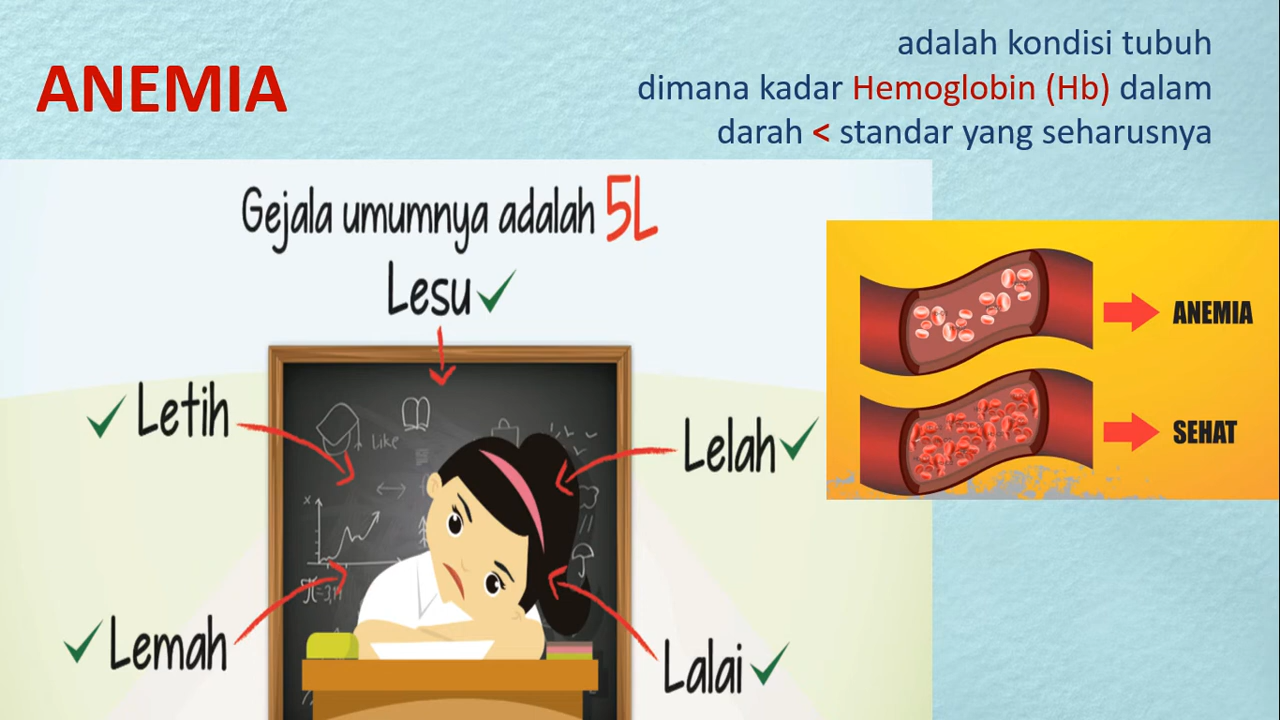 ANEMIA
adalah kondisi tubuh
dimana kadar Hemoglobin (Hb) dalam
darah < standar yang seharusnya
Gejala umumnya adalah 5L
Lesu
Letih
Lelah
Lemah
Lalai
Like
x
ANEMIA
SEHAT